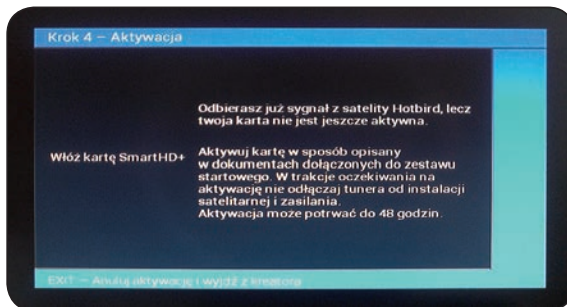 Krok 4 – Aktywacja
Odbierasz już sygnał z satelity Hotbird, lecz
twoja karta nie jest jeszcze aktywna.
Włóż kartę SmartHD+
Aktywuj kartę w sposób opisany
w dokumentach dołączonych do zestawu
startowego. W trakcie oczekiwania na
aktywację nie odłączaj tunera od instalacji
satelitarnej i zasilania.
Aktywacja może potrwać do 48 godzin.
EXIT – Anuluj aktywację i wyjdź z kreatora